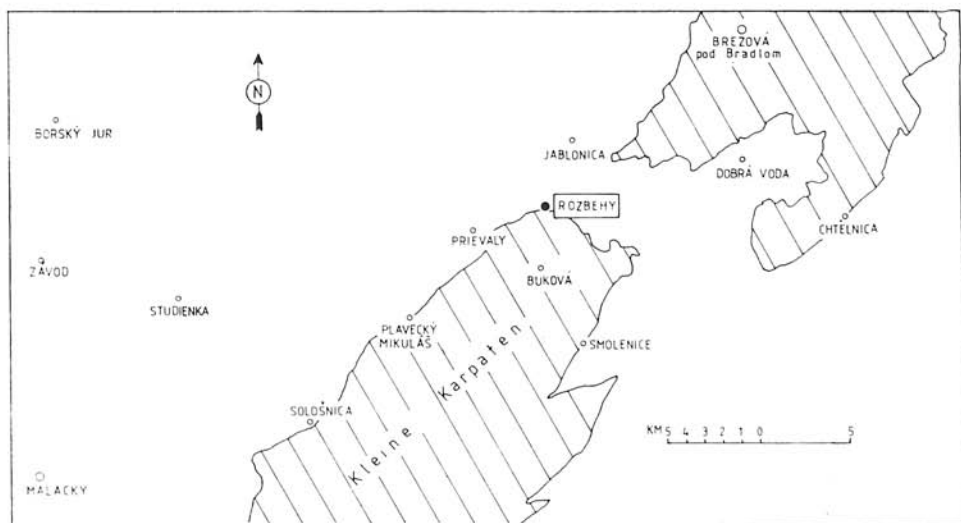 BREZOVÁ
pod Bradlom
N
BORSKÝ JUR
JABLONICA
DOBRÁ VODA
ROZBEHY
CHTELNICA
PRIEVALY
ZÁVOD
BUKOVÁ
STUDIENKA
PLAVECKÝ
MIKULÁŠ
SMOLENICE
Kleine Karpaten
SOLOŠNICA
KM 5 4 3 2 1 0 5
MALACKY